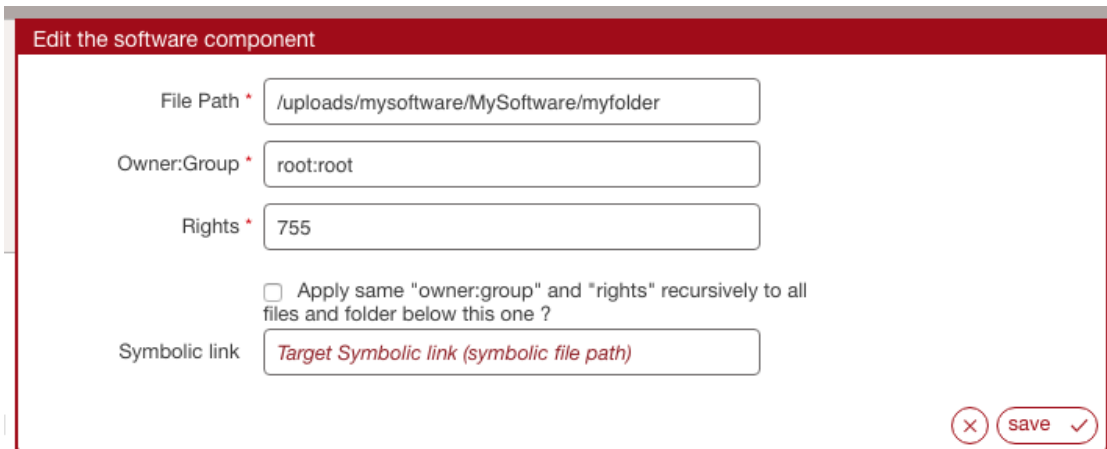 Edit the software component
File Path *
/uploads/mysoftware/MySoftware/myfolder
Owner:Group *
root:root
Rights *
755
Apply same "owner:group" and "rights" recursively to all
files and folder below this one ?
Symbolic link
Target Symbolic link (symbolic file path)
save